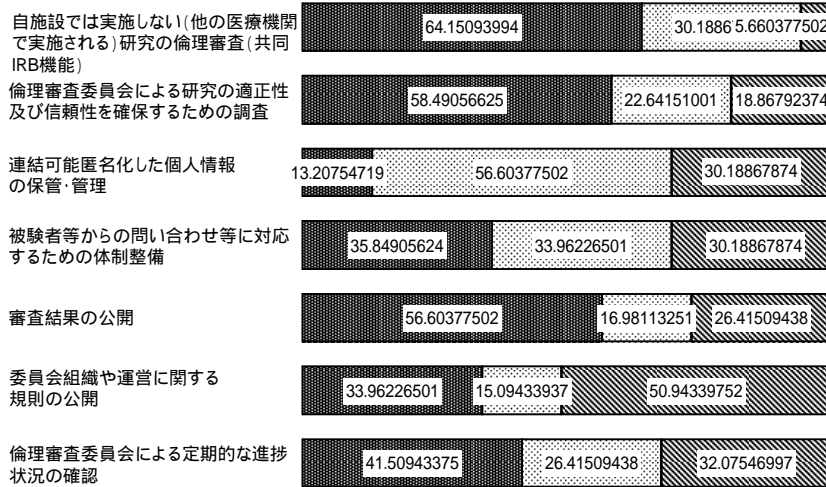 自施設では実施しない(他の医療機関
で実施される)研究の倫理審査(共同
IRB機能)
64.15093994
30.1886
5.660377502
倫理審査委員会による研究の適正性
及び信頼性を確保するための調査
58.49056625
22.64151001
18.86792374
連結可能匿名化した個人情報
の保管・管理
13.20754719
56.60377502
30.18867874
被験者等からの問い合わせ等に対応
するための体制整備
35.84905624
33.96226501
30.18867874
審査結果の公開
56.60377502
16.98113251
26.41509438
委員会組織や運営に関する
規則の公開
33.96226501
15.09433937
50.94339752
倫理審査委員会による定期的な進捗
状況の確認
41.50943375
26.41509438
32.07546997